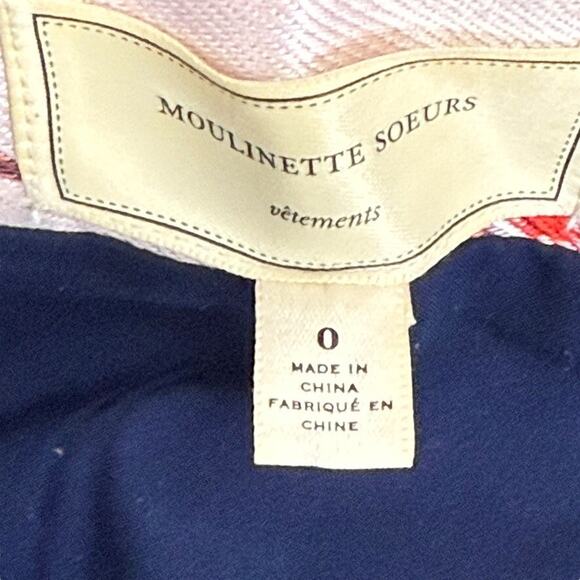 MOULINETTE SOEURS
vêtements
0
MADE IN
CHINA
FABRIQUÉ EN
CHINE